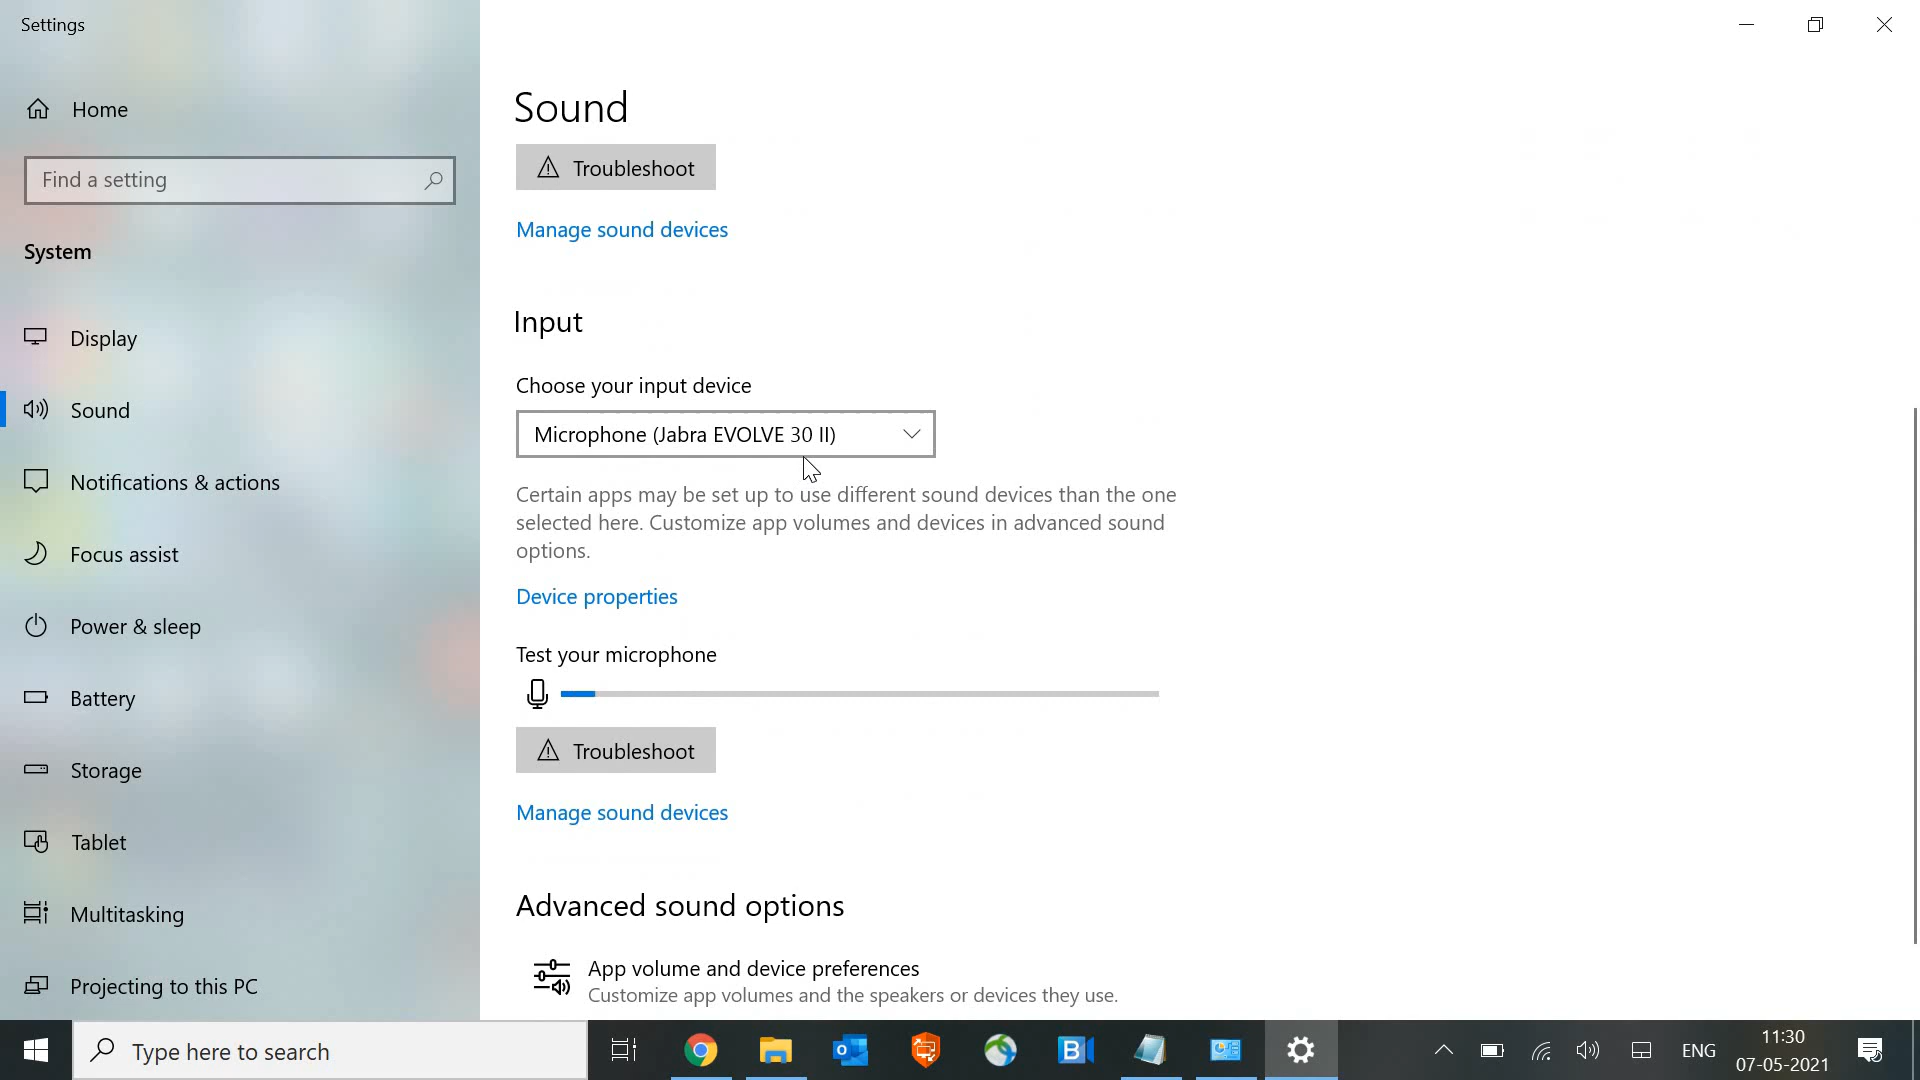 Settings
Home
Find a setting
System
Display
Sound
Notifications & actions
Focus assist
Power & sleep
Battery
Storage
Tablet
Multitasking
Projecting to this PC
Sound
Troubleshoot
Manage sound devices
Input
Choose your input device
Microphone (Jabra EVOLVE 30 II)
Certain apps may be set up to use different sound devices than the one
selected here. Customize app volumes and devices in advanced sound
options.
Device properties
Test your microphone
Troubleshoot
Manage sound devices
Advanced sound options
App volume and device preferences
Customize app volumes and the speakers or devices they use.
Type here to search
ENG
11:30
07-05-2021